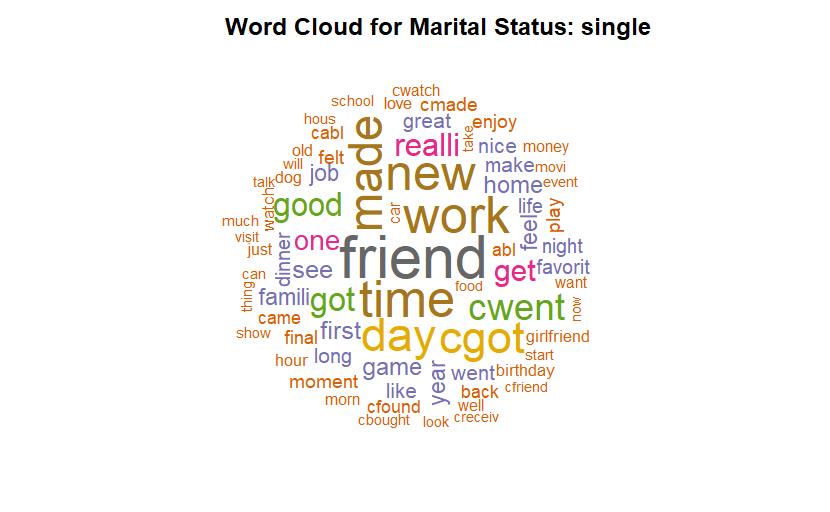 Word Cloud for Marital Status: single
cwatch
school love cmade
hous great enjoy
cabl made realli take nice money
old felt
will job new make movi
talk dog home event
watch good car work life play
much
visit one friend abl feel night
just dinner see get favorit
can food want
thing famili got time cwent now
came
show final first day cgot girlfriend
hour long game start
moment year went birthday
morn like back cfriend
cfound well
cbought look creceiv